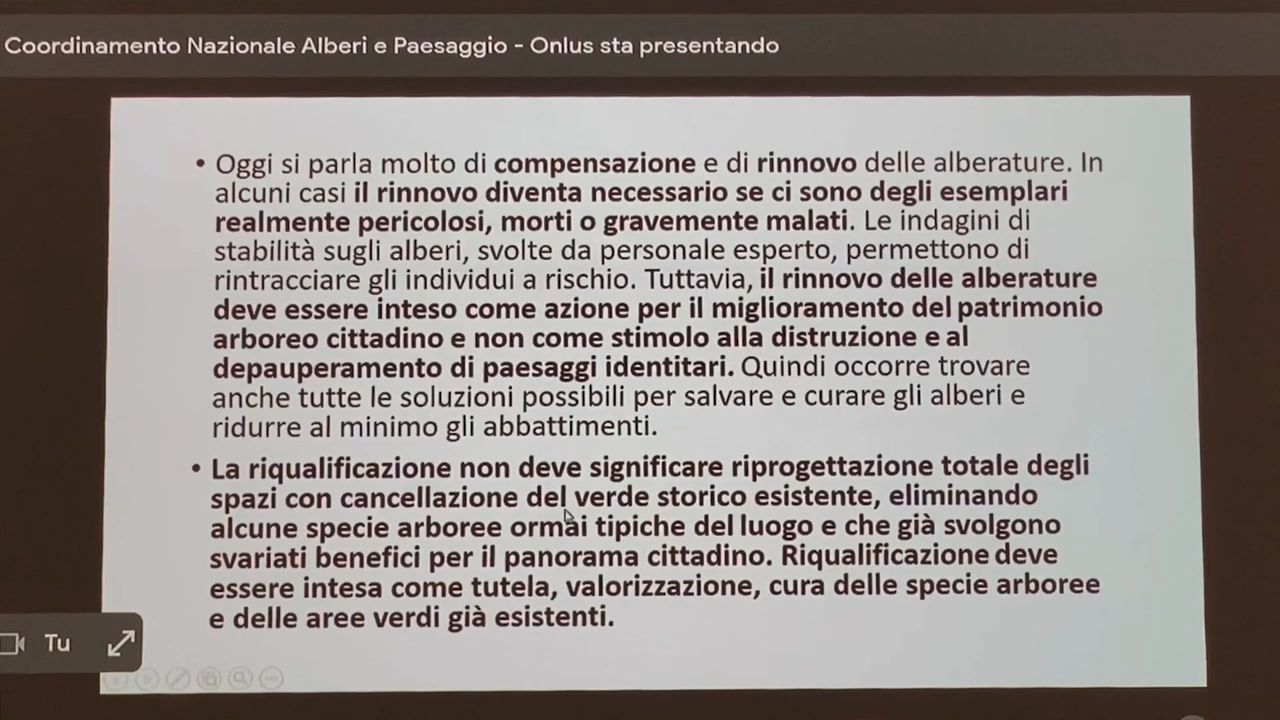 Coordinamento Nazionale Alberi e Paesaggio - Onlus sta presentando
• Oggi si parla molto di compensazione e di rinnovo delle alberature. In
alcuni casi il rinnovo diventa necessario se ci sono degli esemplari
realmente pericolosi, morti o gravemente malati. Le indagini di
stabilità sugli alberi, svolte da personale esperto, permettono di
rintracciare gli individui a rischio. Tuttavia, il rinnovo delle alberature
deve essere inteso come azione per il miglioramento del patrimonio
arboreo cittadino e non come stimolo alla distruzione e al
depauperamento di paesaggi identitari. Quindi occorre trovare
anche tutte le soluzioni possibili per salvare e curare gli alberi e
ridurre al minimo gli abbattimenti.
• La riqualificazione non deve significare riprogettazione totale degli
spazi con cancellazione del verde storico esistente, eliminando
alcune specie arboree ormai tipiche del luogo e che già svolgono
svariati benefici per il panorama cittadino. Riqualificazione deve
essere intesa come tutela, valorizzazione, cura delle specie arboree
e delle aree verdi già esistenti.
Tu